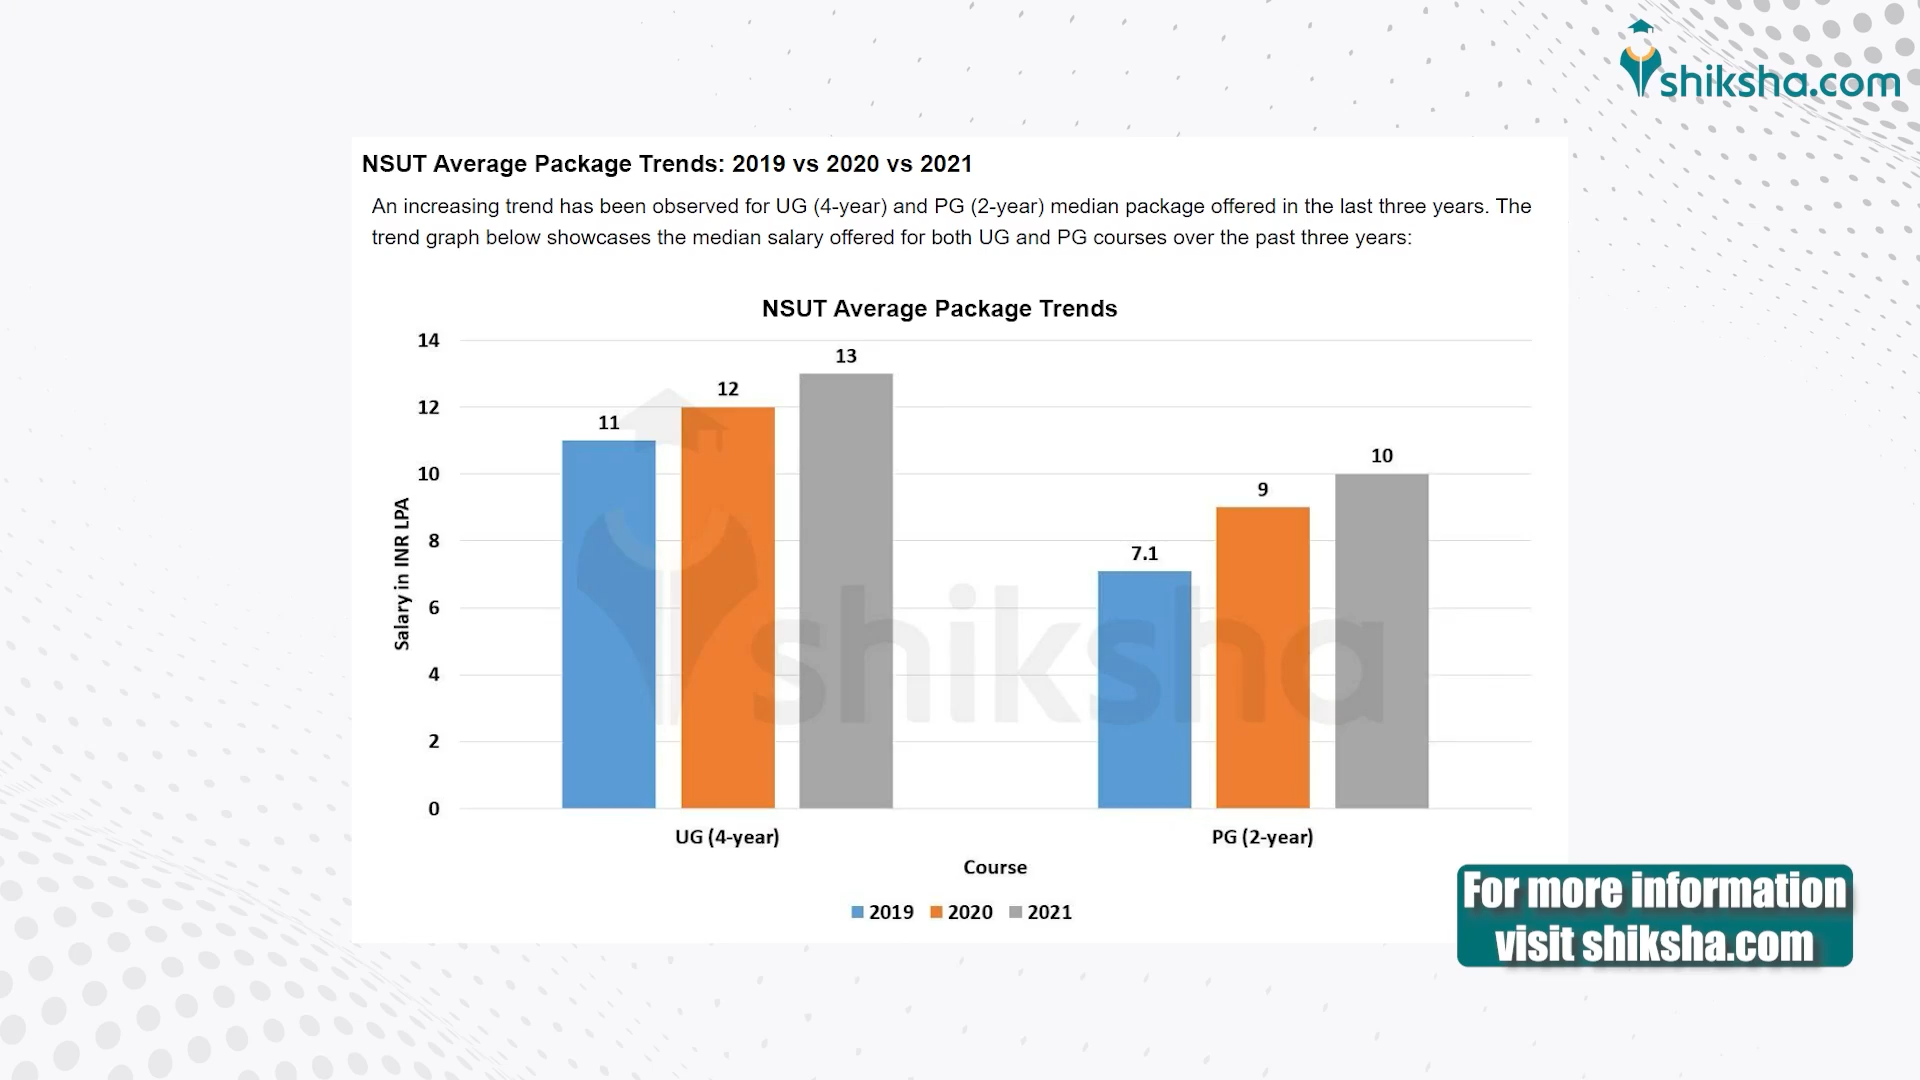 shiksha.com
NSUT Average Package Trends: 2019 vs 2020 vs 2021
An increasing trend has been observed for UG (4-year) and PG (2-year) median package offered in the last three years. The
trend graph below showcases the median salary offered for both UG and PG courses over the past three years:
NSUT Average Package Trends
14
12
10
8
6
4
2
0
Salary in INR LPA
11
12
13
7.1
9
10
shiksha
UG (4-year)
PG (2-year)
Course
2019
2020
2021
For more information
visit shiksha.com